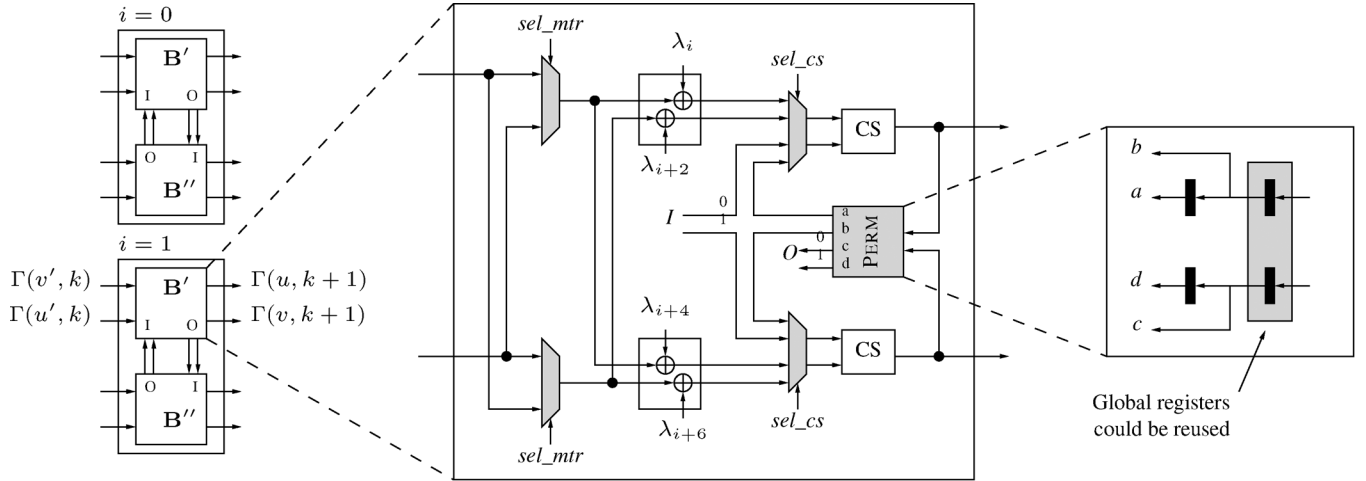 i = 0
B′
I O
O I
B″
i = 1
Γ(v′, k) B′ Γ(u, k + 1)
Γ(u′, k) I O Γ(v, k + 1)
O I
B″
sel_mtr
λi
sel_cs
CS
λi+2
I 0
1
a
b
c
d
PERM
O 0
1
λi+4
CS
λi+6
sel_cs
sel_mtr
b
a
d
c
Global registers
could be reused